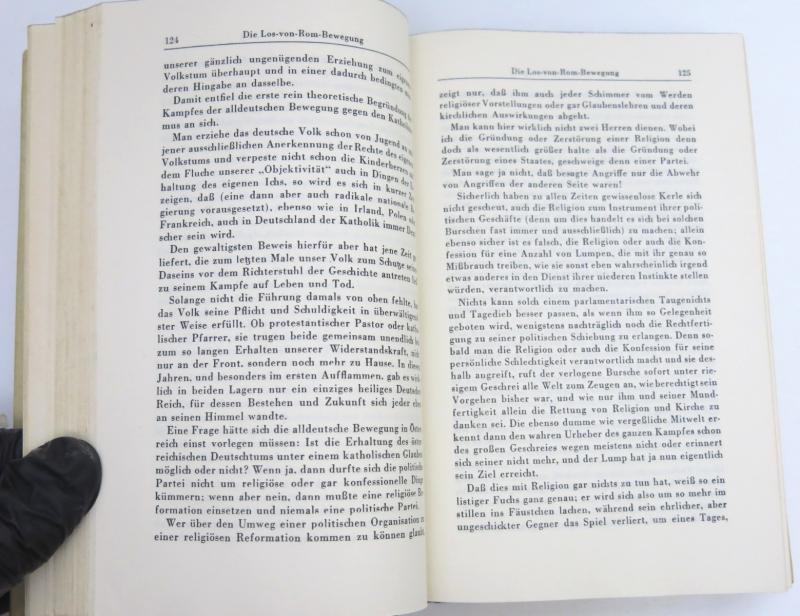 124 Die Los-von-Rom-Bewegung
unserer gänzlich ungenügenden Erziehung zum
Volkstum überhaupt und in einer dadurch bedingten
deren Hingabe an dasselbe.
Damit entfiel die erste rein theoretische Begründung
Kampfes der alldeutschen Bewegung gegen den
mus an sich.
Man erziehe das deutsche Volk schon von Jugend an
jener ausschließlichen Anerkennung der Rechte des
Volkstums und verpeste nicht schon die Kinderherzen
dem Fluche unserer „Objektivität“ auch in Dingen der
haltung des eigenen Ichs, so wird es sich in kurzer
zeigen, daß (eine dann aber auch radikale nationale
gierung vorausgesetzt), ebenso wie in Irland, Polen
Frankreich, auch in Deutschland der Katholik immer
scher sein wird.
Den gewaltigsten Beweis hierfür aber hat jene Zeit
liefert, die zum letzten Male unser Volk zum Schutze
Daseins vor dem Richterstuhl der Geschichte antreten
zu seinem Kampfe auf Leben und Tod.
Solange nicht die Führung damals von oben fehlte,
das Volk seine Pflicht und Schuldigkeit in
ster Weise erfüllt. Ob protestantischer Pastor oder
lischer Pfarrer, sie trugen beide gemeinsam unendlich
zum so langen Erhalten unserer Widerstandskraft,
nur an der Front, sondern noch mehr zu Hause. In diesen
Jahren, und besonders im ersten Aufflammen, gab es
lich in beiden Lagern nur ein einziges heiliges
Reich, für dessen Bestehen und Zukunft sich jeder eben
an seinen Himmel wandte.
Eine Frage hätte sich die alldeutsche Bewegung in
reich einst vorlegen müssen: Ist die Erhaltung des
reichischen Deutschtums unter einem katholischen
möglich oder nicht? Wenn ja, dann durfte sich die
Partei nicht um religiöse oder gar konfessionelle
kümmern; wenn aber nein, dann mußte eine religiöse
formation einsetzen und niemals eine politische Partei.
Wer über den Umweg einer politischen Organisation zu
einer religiösen Reformation kommen zu können
Die Los-von-Rom-Bewegung 125
zeigt nur, daß ihm auch jeder Schimmer vom Werden
religiöser Vorstellungen oder gar Glaubenslehren und deren
kirchlichen Auswirkungen abgeht.
Man kann hier wirklich nicht zwei Herren dienen. Wobei
ich die Gründung oder Zerstörung einer Religion denn
doch als wesentlich größer halte als die Gründung oder
Zerstörung eines Staates, geschweige denn einer Partei.
Man sage ja nicht, daß besagte Angriffe nur die Abwehr
von Angriffen der anderen Seite waren!
Sicherlich haben zu allen Zeiten gewissenlose Kerle sich
nicht gescheut, auch die Religion zum Instrument ihrer poli-
tischen Geschäfte (denn um dies handelt es sich bei solchen
Burschen fast immer und ausschließlich) zu machen; allein
ebenso sicher ist es falsch, die Religion oder auch die Kon-
fession für eine Anzahl von Lumpen, die mit ihr genau so
Mißbrauch treiben, wie sie sonst eben wahrscheinlich irgend
etwas anderes in den Dienst ihrer niederen Instinkte stellen
würden, verantwortlich zu machen.
Nichts kann solch einem parlamentarischen Taugenichts
und Tagedieb besser passen, als wenn ihm so Gelegenheit
geboten wird, wenigstens nachträglich noch die Rechtferti-
gung zu seiner politischen Schiebung zu erlangen. Denn so-
bald man die Religion oder auch die Konfession für seine
persönliche Schlechtigkeit verantwortlich macht und sie des-
halb angreift, ruft der verlogene Bursche sofort unter rie-
sigem Geschrei alle Welt zum Zeugen an, wie berechtigt sein
Vorgehen bisher war, und wie nur ihm und seiner Mund-
fertigkeit allein die Rettung von Religion und Kirche zu
danken sei. Die ebenso dumme wie vergeßliche Mitwelt er-
kennt dann den wahren Urheber des ganzen Kampfes schon
des großen Geschreies wegen meistens nicht oder erinnert
sich seiner nicht mehr, und der Lump hat ja nun eigentlich
sein Ziel erreicht.
Daß dies mit Religion gar nichts zu tun hat, weiß so ein
listiger Fuchs ganz genau; er wird sich also um so mehr im
stillen ins Fäustchen lachen, während sein ehrlicher, aber
ungeschickter Gegner das Spiel verliert, um eines Tages,